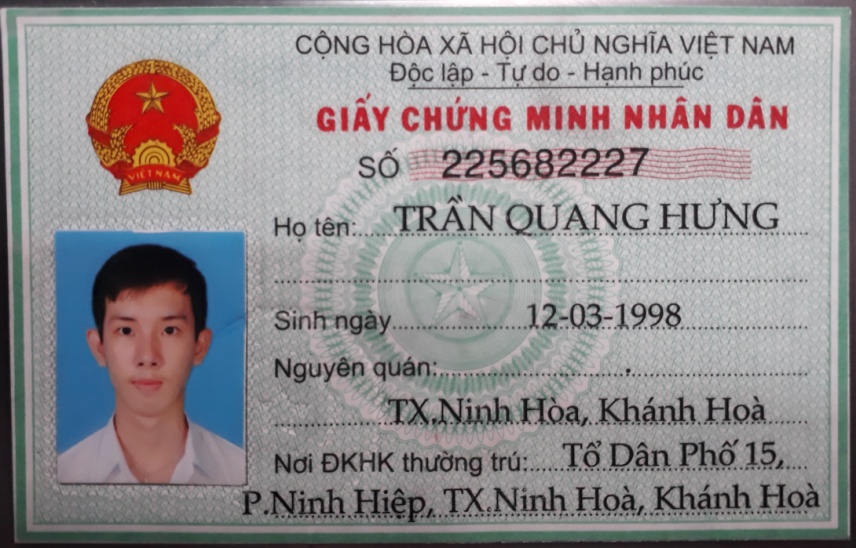 CỘNG HÒA XÃ HỘI CHỦ NGHĨA VIỆT NAM
Độc lập - Tự do - Hạnh phúc
GIẤY CHỨNG MINH NHÂN DÂN
SỐ 225682227
VIỆT NAM
Họ tên: TRẦN QUANG HƯNG
Sinh ngày 12-03-1998
Nguyên quán:
TX,Ninh Hòa, Khánh Hoà
Nơi ĐKHK thường trú: Tổ Dân Phố 15,
P.Ninh Hiệp, TX.Ninh Hoà, Khánh Hoà